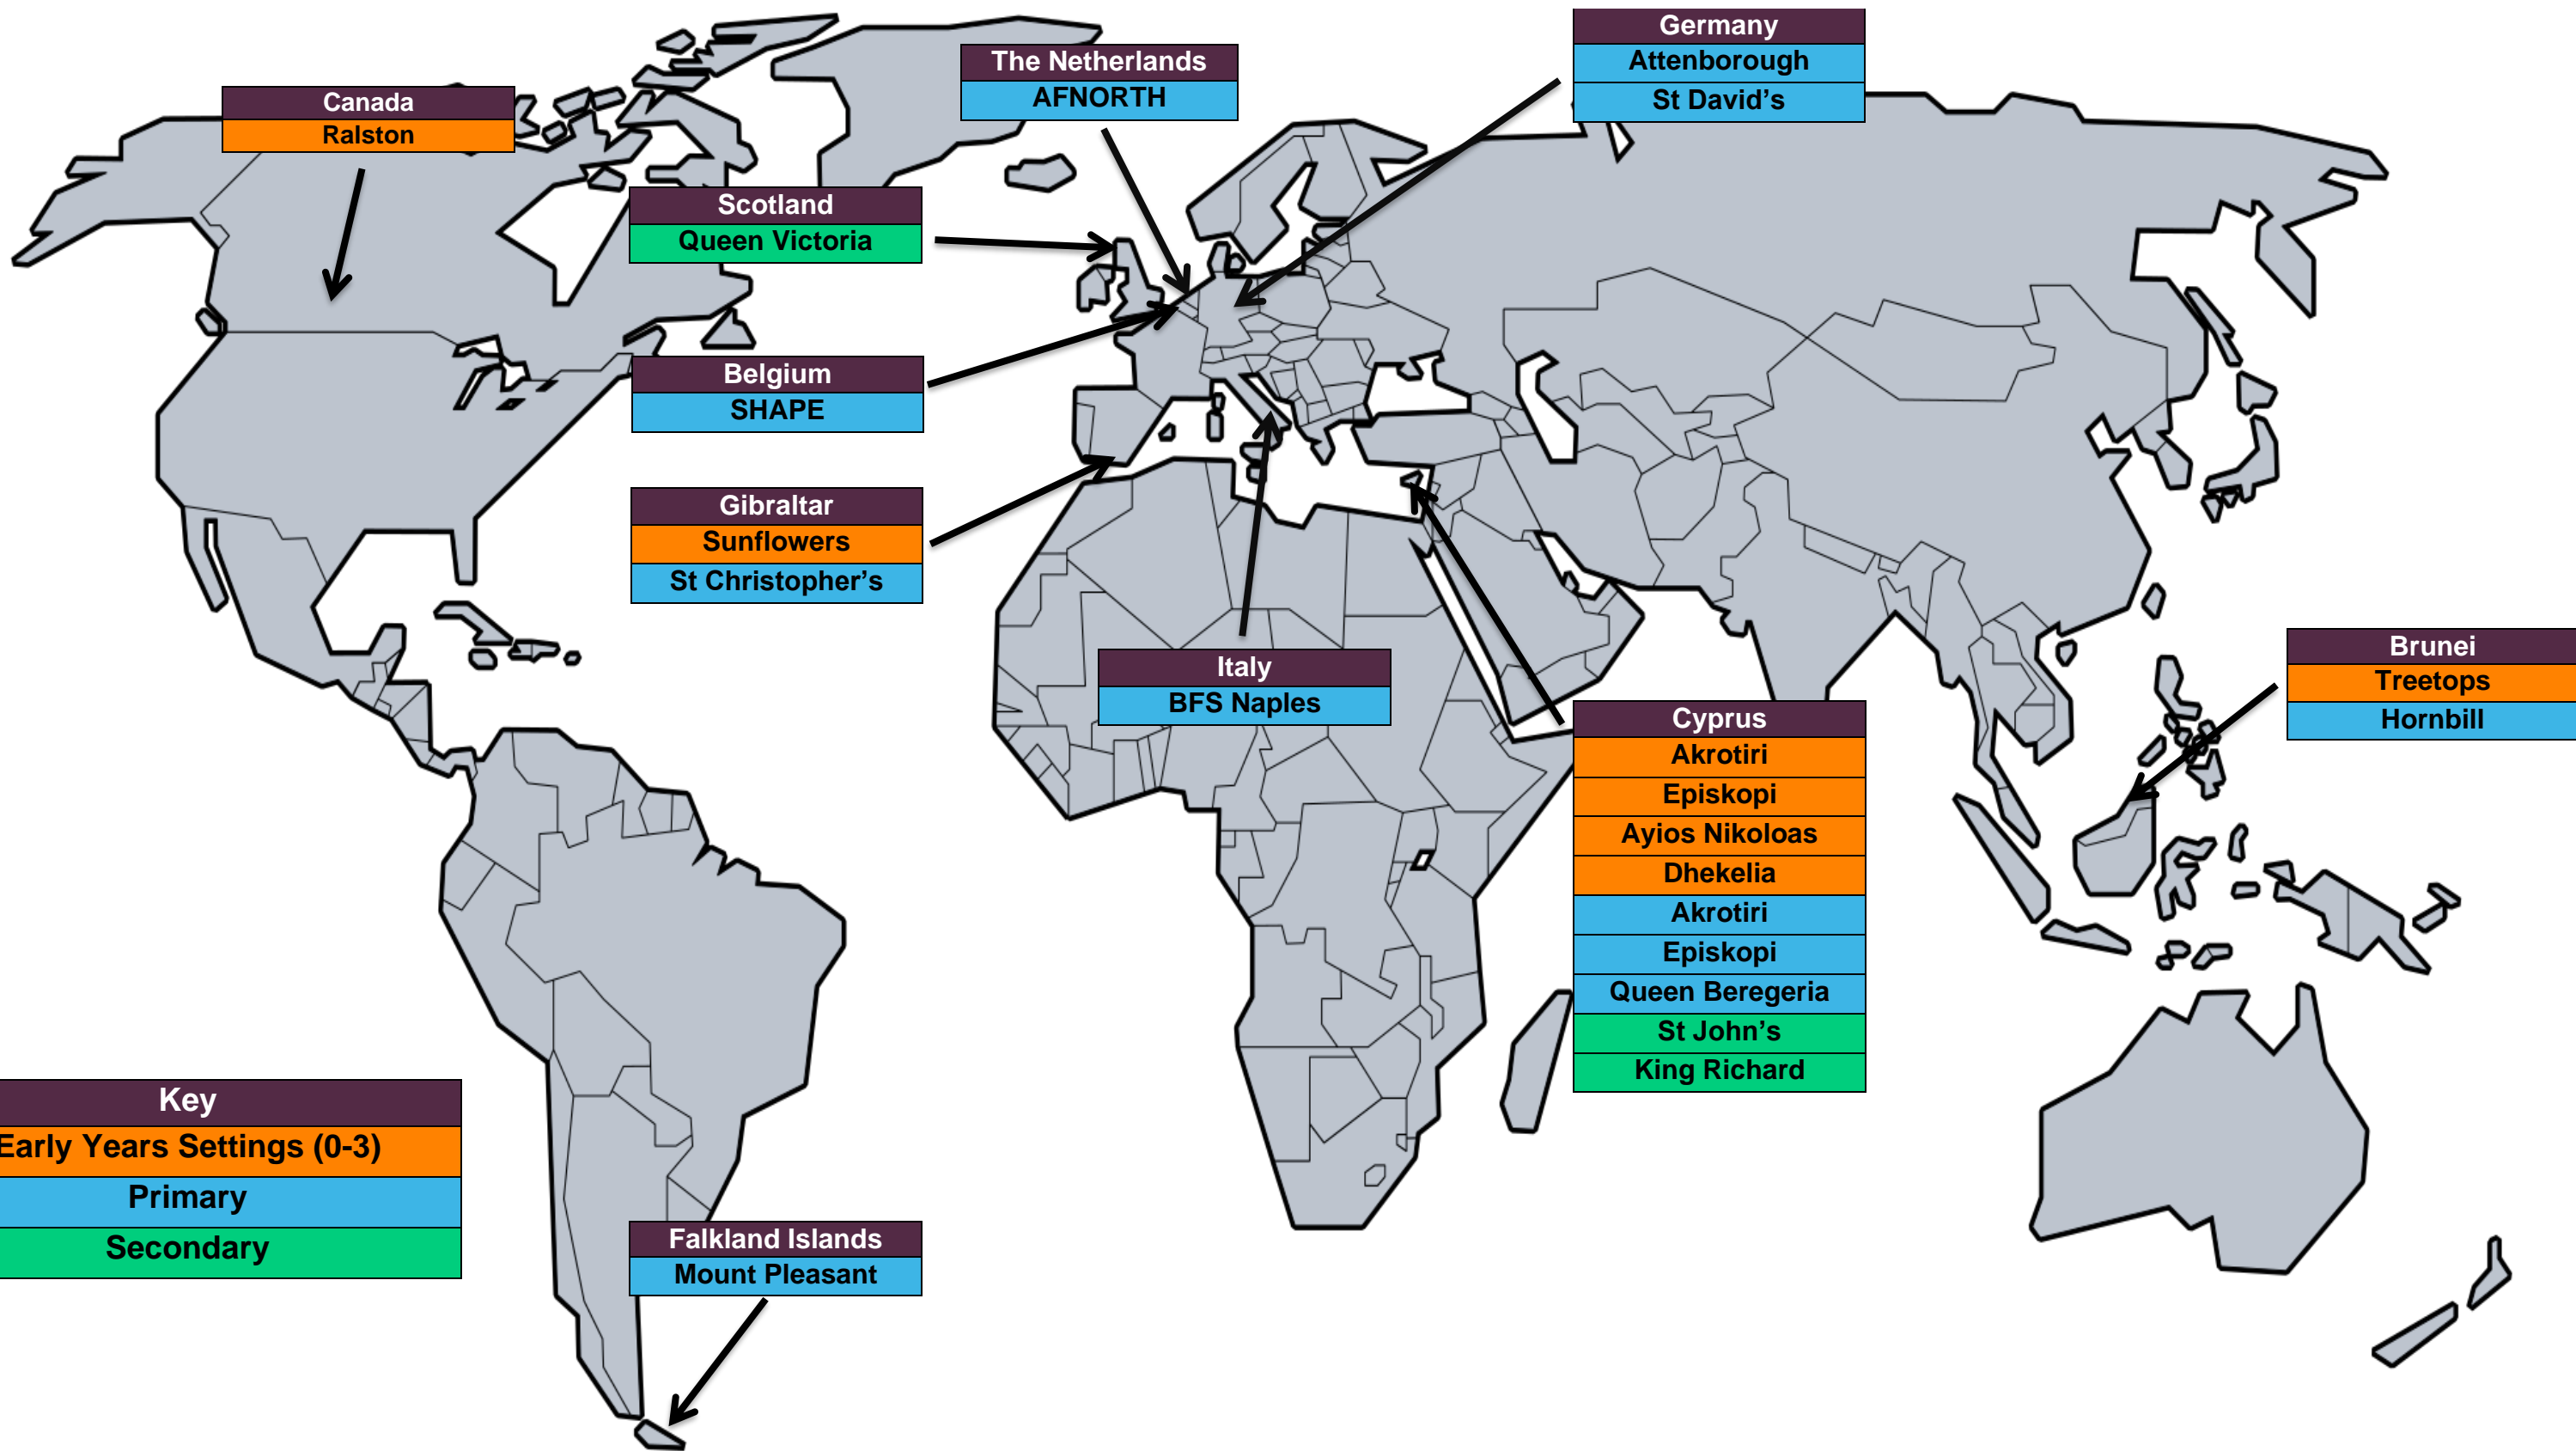 Germany
Attenborough
St David's
The Netherlands
AFNORTH
Canada
Ralston
Scotland
Queen Victoria
Belgium
SHAPE
Gibraltar
Sunflowers
St Christopher's
Italy
BFS Naples
Brunei
Treetops
Hornbill
Cyprus
Akrotiri
Episkopi
Ayios Nikoloas
Dhekelia
Akrotiri
Episkopi
Queen Beregeria
St John's
King Richard
Key
Early Years Settings (0-3)
Primary
Secondary
Falkland Islands
Mount Pleasant